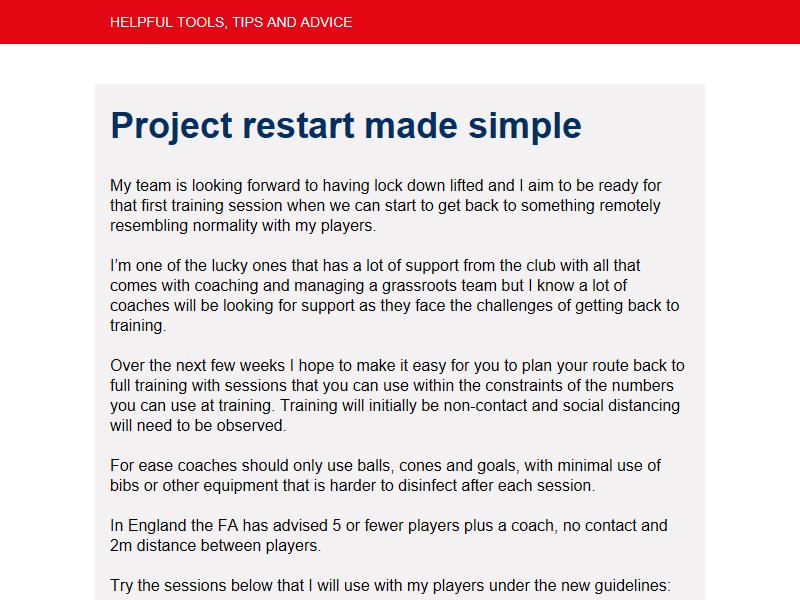 HELPFUL TOOLS, TIPS AND ADVICE
Project restart made simple
My team is looking forward to having lock down lifted and I aim to be ready for
that first training session when we can start to get back to something remotely
resembling normality with my players.
I’m one of the lucky ones that has a lot of support from the club with all that
comes with coaching and managing a grassroots team but I know a lot of
coaches will be looking for support as they face the challenges of getting back to
training.
Over the next few weeks I hope to make it easy for you to plan your route back to
full training with sessions that you can use within the constraints of the numbers
you can use at training. Training will initially be non-contact and social distancing
will need to be observed.
For ease coaches should only use balls, cones and goals, with minimal use of
bibs or other equipment that is harder to disinfect after each session.
In England the FA has advised 5 or fewer players plus a coach, no contact and
2m distance between players.
Try the sessions below that I will use with my players under the new guidelines: